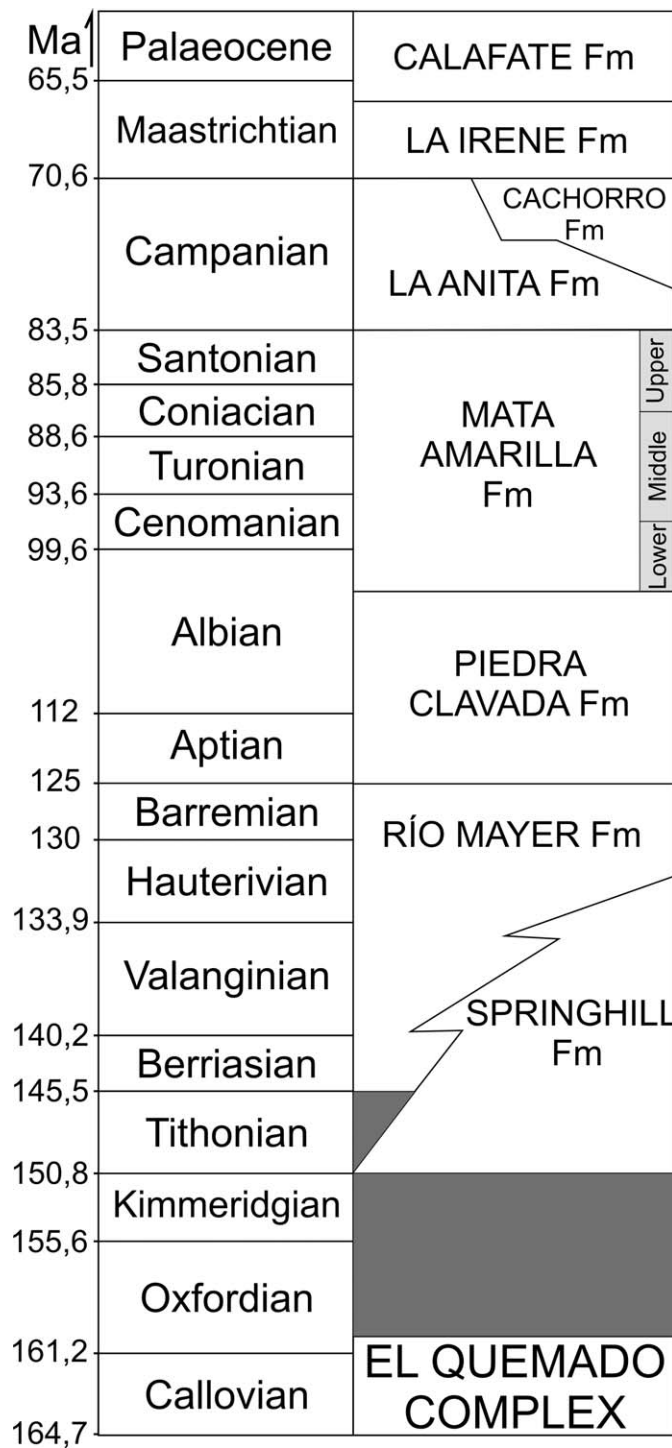 Ma
Palaeocene
CALAFATE Fm
65,5
Maastrichtian
LA IRENE Fm
70,6
CACHORRO
Fm
Campanian
LA ANITA Fm
83,5
Santonian
Upper
85,8
Coniacian
MATA
AMARILLA
Fm
88,6
Turonian
Middle
93,6
Cenomanian
Lower
99,6
Albian
PIEDRA
CLAVADA Fm
112
Aptian
125
Barremian
RÍO MAYER Fm
130
Hauterivian
133,9
Valanginian
SPRINGHILL
Fm
140,2
Berriasian
145,5
Tithonian
150,8
Kimmeridgian
155,6
Oxfordian
161,2
EL QUEMADO
COMPLEX
Callovian
164,7